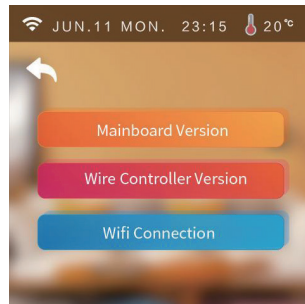 JUN.11 MON. 23:15 20℃
Mainboard Version
Wire Controller Version
Wifi Connection